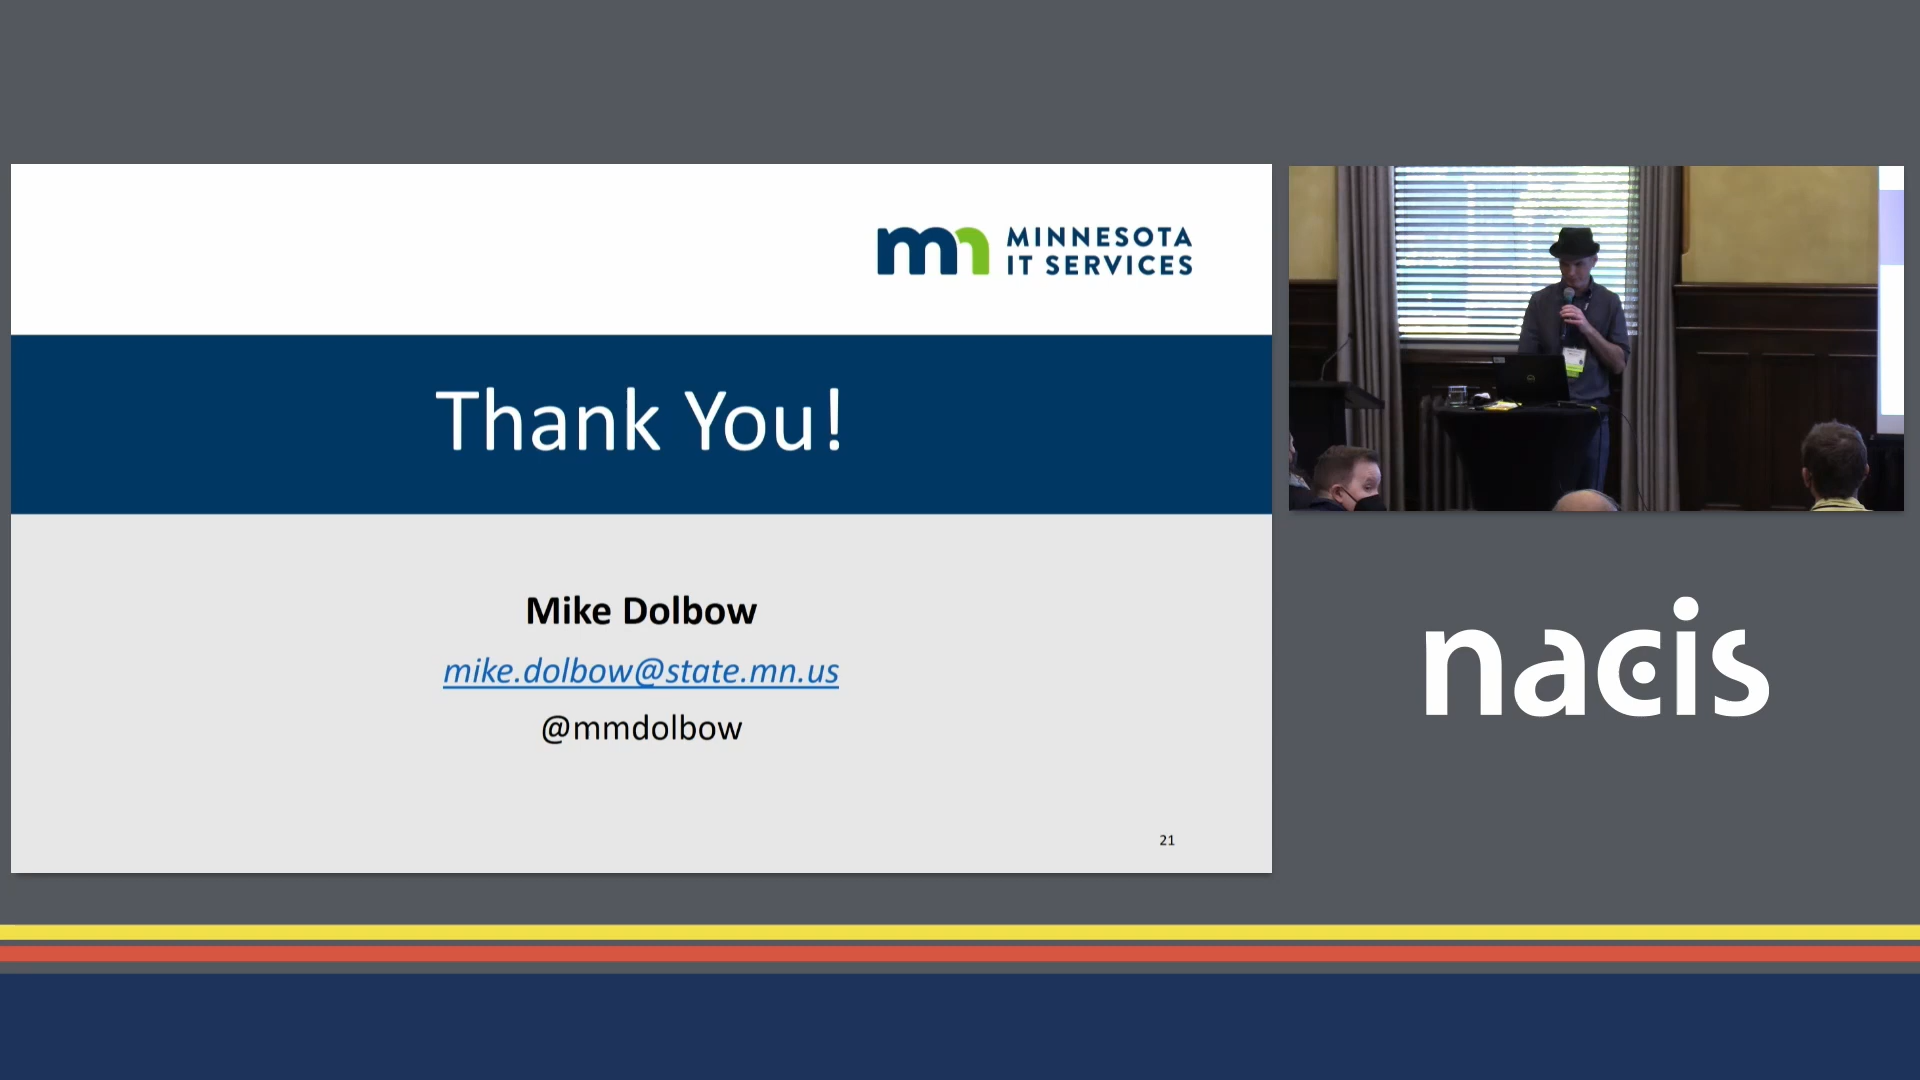 MINNESOTA
IT SERVICES
Thank You!
Mike Dolbow
mike.dolbow@state.mn.us
@mmdolbow
21
nacis